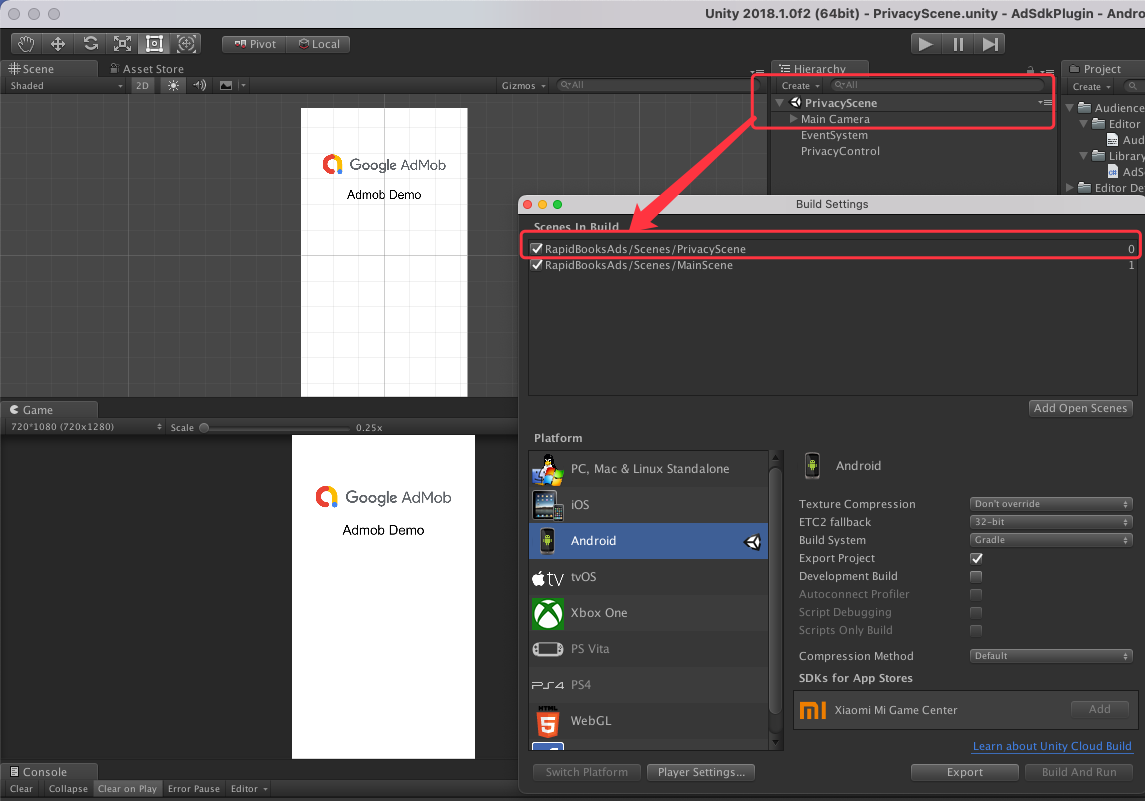 Unity 2018.1.0f2 (64bit) - PrivacyScene.unity - AdSdkPlugin - Andro
Pivot Local
Scene Asset Store
Shaded 2D Gizmos All
Google AdMob
Admob Demo
Hierarchy
Create All
PrivacyScene
Main Camera
EventSystem
PrivacyControl
Project
Create
Audience
Editor
Aud
Library
AdS
Editor De
Build Settings
Scenes In Build
RapidBooksAds/Scenes/PrivacyScene 0
RapidBooksAds/Scenes/MainScene 1
Add Open Scenes
Game
720*1080 (720x1280) Scale 0.25x
Google AdMob
Admob Demo
Platform
PC, Mac & Linux Standalone
iOS
Android
tv tvOS
Xbox One
PS Vita
PS4
HTML
5 WebGL
Android
Texture Compression Don't override
ETC2 fallback 32-bit
Build System Gradle
Export Project
Development Build
Autoconnect Profiler
Script Debugging
Scripts Only Build
Compression Method Default
SDKs for App Stores
Xiaomi Mi Game Center Add
Learn about Unity Cloud Build
Switch Platform Player Settings... Export Build And Run
Console
Clear Collapse Clear on Play Error Pause Editor